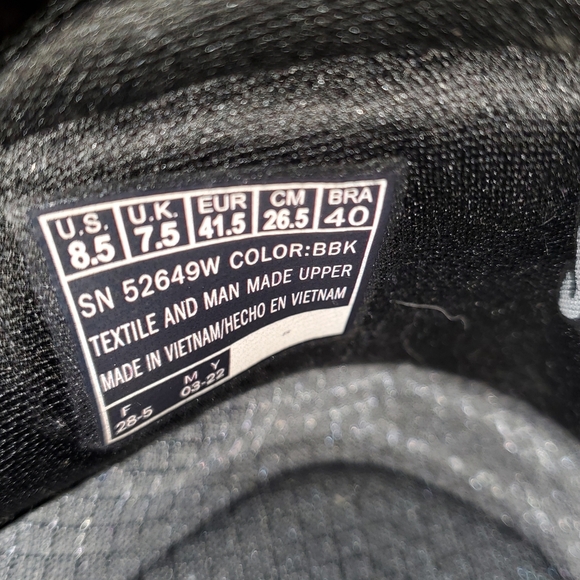 U.S. U.K. EUR CM BRA
8.5 7.5 41.5 26.5 40
SN 52649W COLOR:BBK
TEXTILE AND MAN MADE UPPER
MADE IN VIETNAM/HECHO EN VIETNAM
F M Y
28-5 03-22